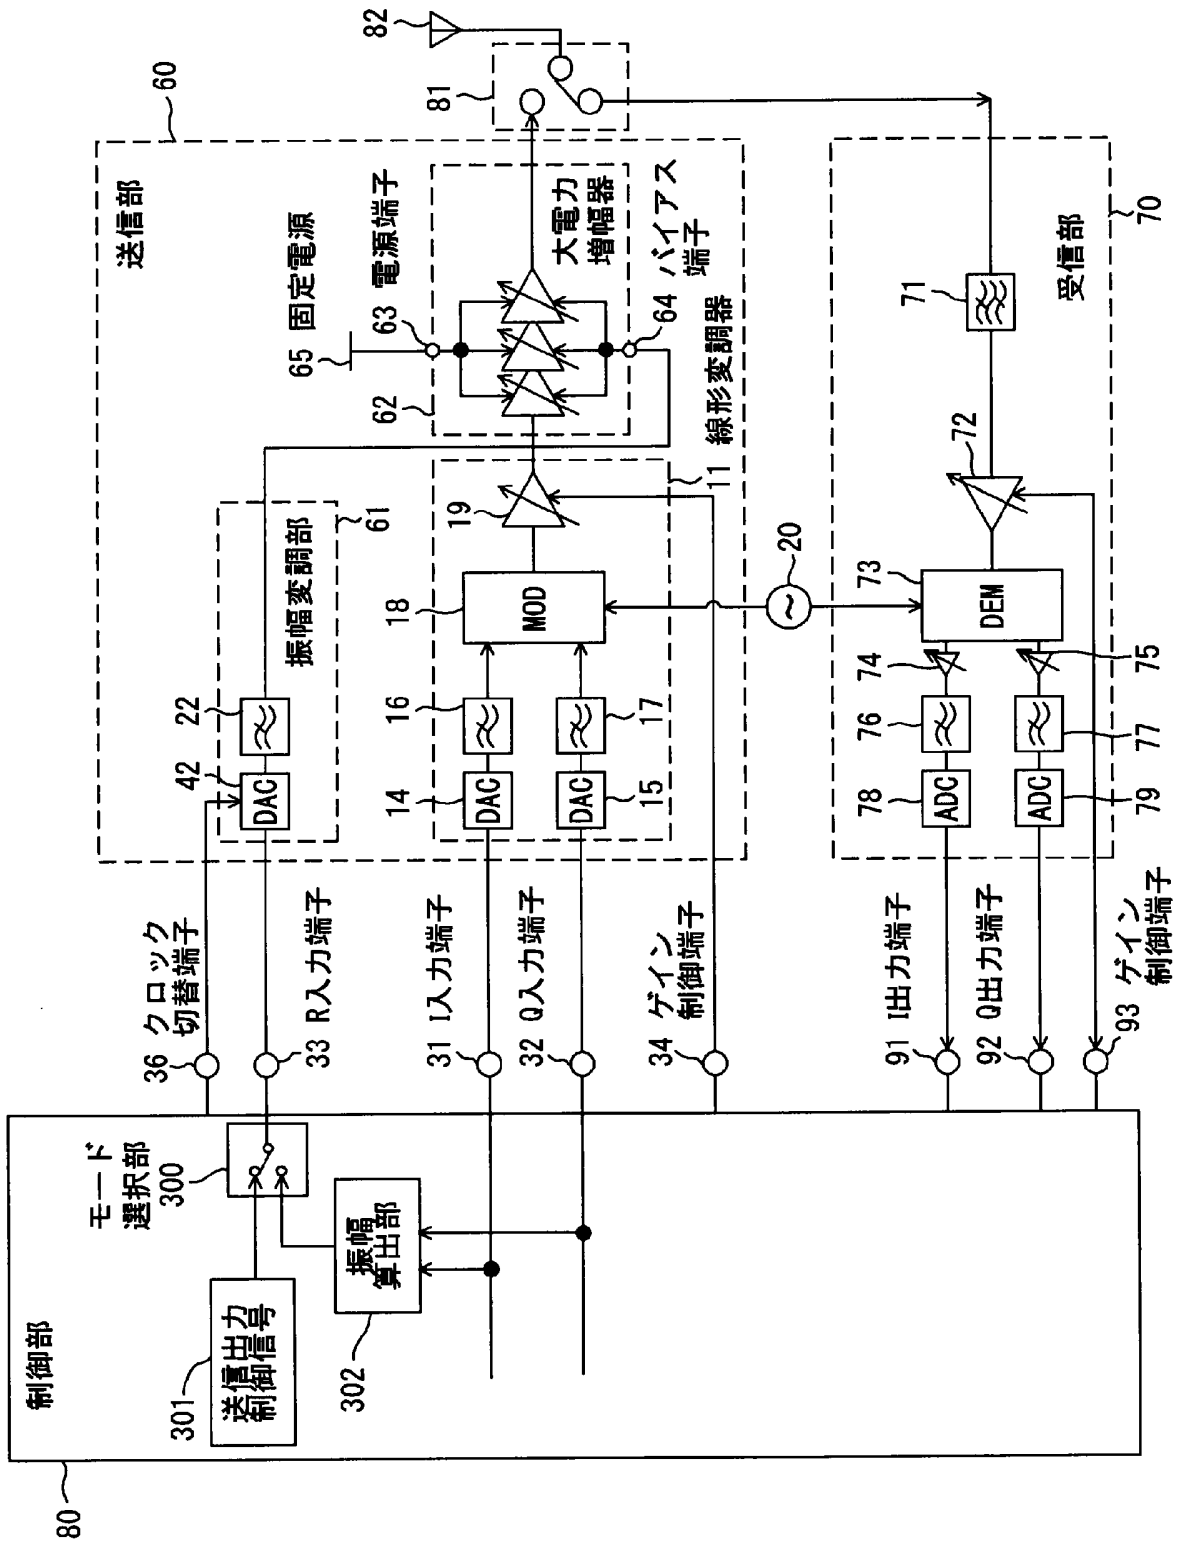 80
制御部
301
送信出力
制御信号
302
振幅
算出部
モード
選択部
300
36 クロック
切替端子
33 R入力端子
31 I入力端子
32 Q入力端子
34 ゲイン
制御端子
91 I出力端子
92 Q出力端子
93 ゲイン
制御端子
送信部
60
42
DAC
22
振幅変調部
61
14
DAC
16
DAC
15
17
18
MOD
19
11 線形変調器
65 固定電源
63 電源端子
62
大電力
増幅器
64 バイアス
端子
81
82
20
受信部
70
71
72
73
DEM
74
75
76
77
78
ADC
ADC
79